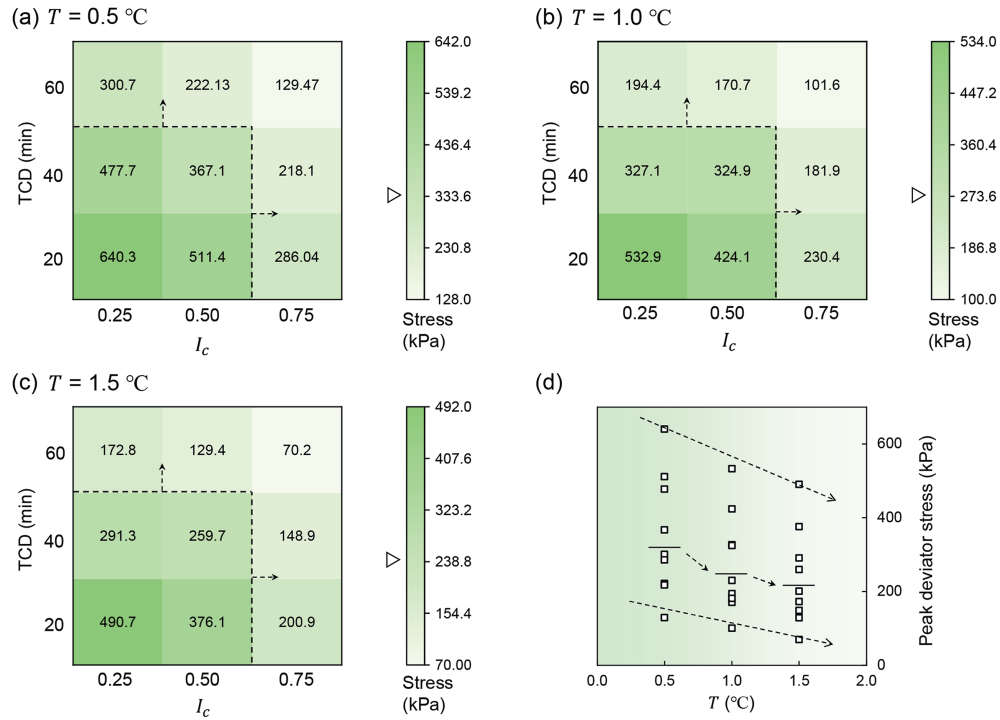 (a) T = 0.5 ℃
60 300.7 222.13 129.47
40 477.7 367.1 218.1
20 640.3 511.4 286.04
TCD (min)
0.25 0.50 0.75
I_c
642.0
539.2
436.4
333.6
230.8
128.0
Stress
(kPa)
(b) T = 1.0 ℃
60 194.4 170.7 101.6
40 327.1 324.9 181.9
20 532.9 424.1 230.4
TCD (min)
0.25 0.50 0.75
I_c
534.0
447.2
360.4
273.6
186.8
100.0
Stress
(kPa)
(c) T = 1.5 ℃
60 172.8 129.4 70.2
40 291.3 259.7 148.9
20 490.7 376.1 200.9
TCD (min)
0.25 0.50 0.75
I_c
492.0
407.6
323.2
238.8
154.4
70.00
Stress
(kPa)
(d)
600
400
200
0
Peak deviator stress (kPa)
0.0 0.5 1.0 1.5 2.0
T (℃)